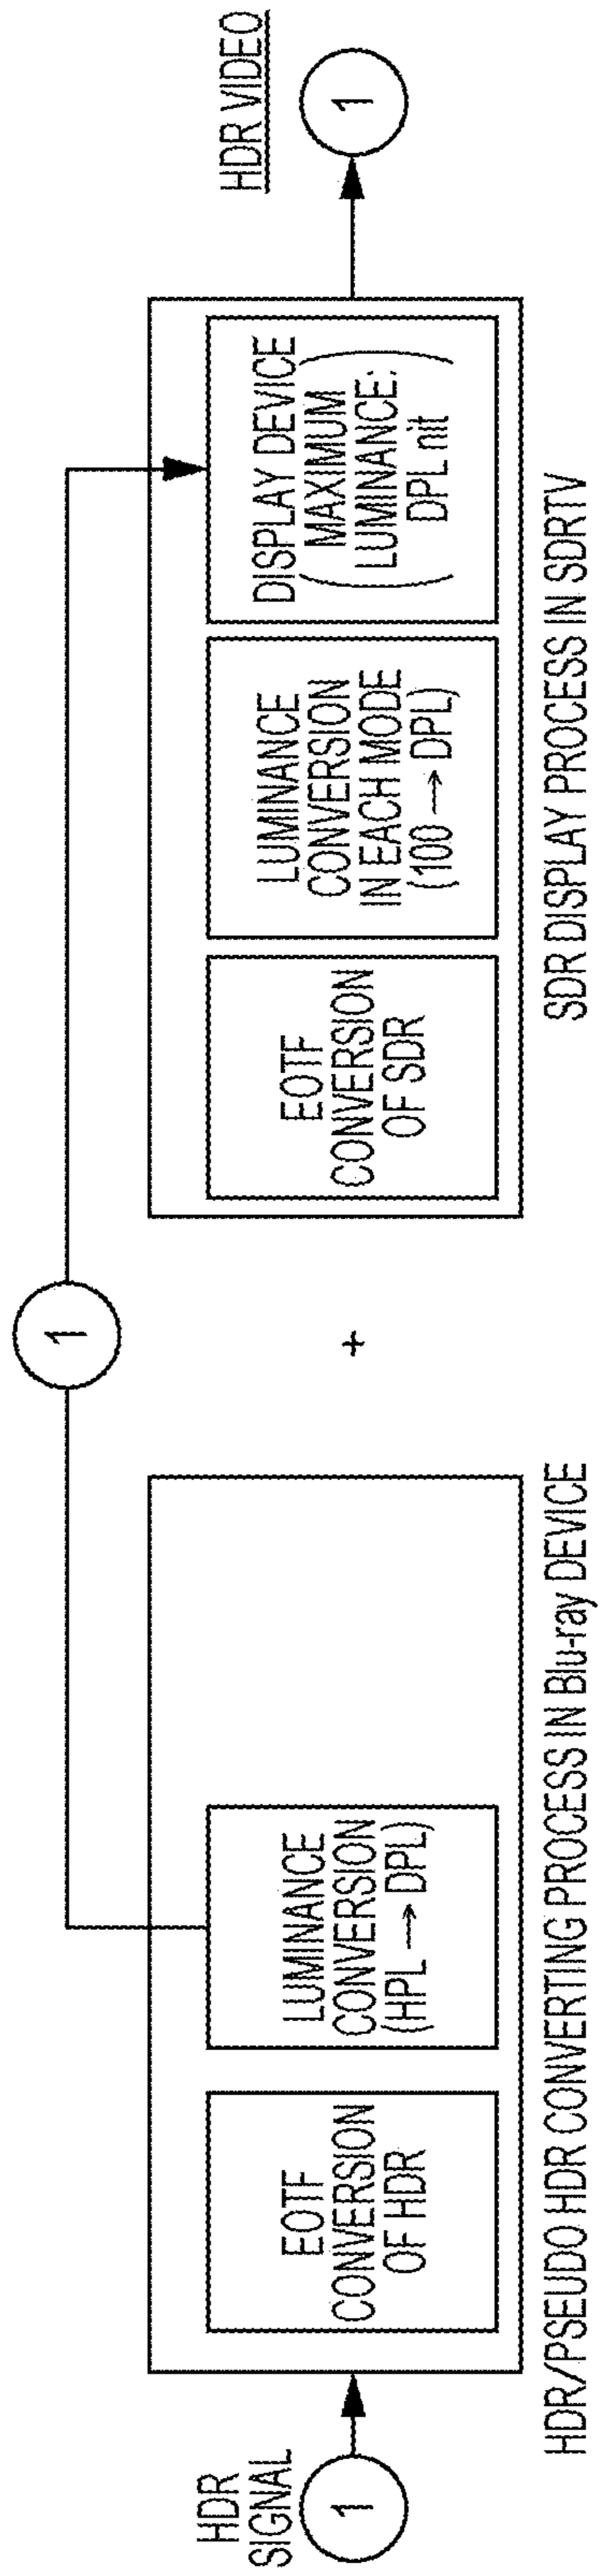 HDR
SIGNAL
1
EOTF
CONVERSION
OF HDR
LUMINANCE
CONVERSION
(HPL → DPL)
HDR/PSEUDO HDR CONVERTING PROCESS IN Blu-ray DEVICE
1
+
EOTF
CONVERSION
OF SDR
LUMINANCE
CONVERSION
IN EACH MODE
(100 → DPL)
DISPLAY DEVICE
(MAXIMUM
LUMINANCE:
DPL nit)
SDR DISPLAY PROCESS IN SDRTV
HDR VIDEO
1